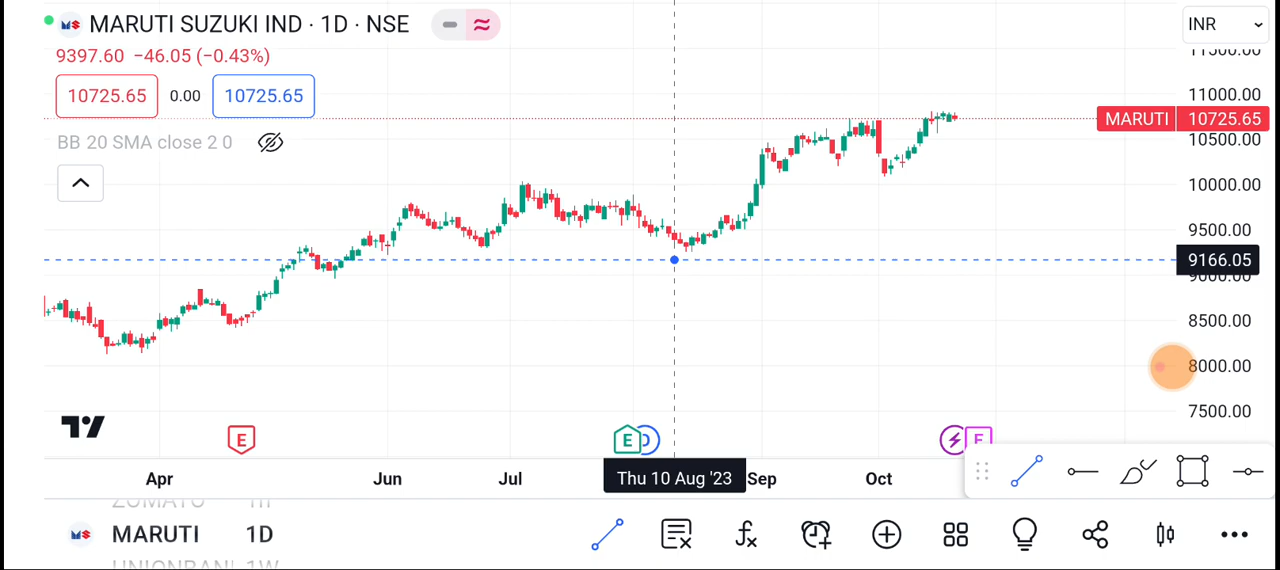 MARUTI SUZUKI IND · 1D · NSE
INR
9397.60 −46.05 (−0.43%)
11500.00
10725.65 0.00 10725.65
11000.00
MARUTI 10725.65
BB 20 SMA close 2 0
10500.00
10000.00
9500.00
9166.05
9000.00
8500.00
8000.00
7500.00
E E D E
Apr Jun Jul Thu 10 Aug '23 Sep Oct
ZOMATO 1H
MARUTI 1D
UNIONBANK 1W